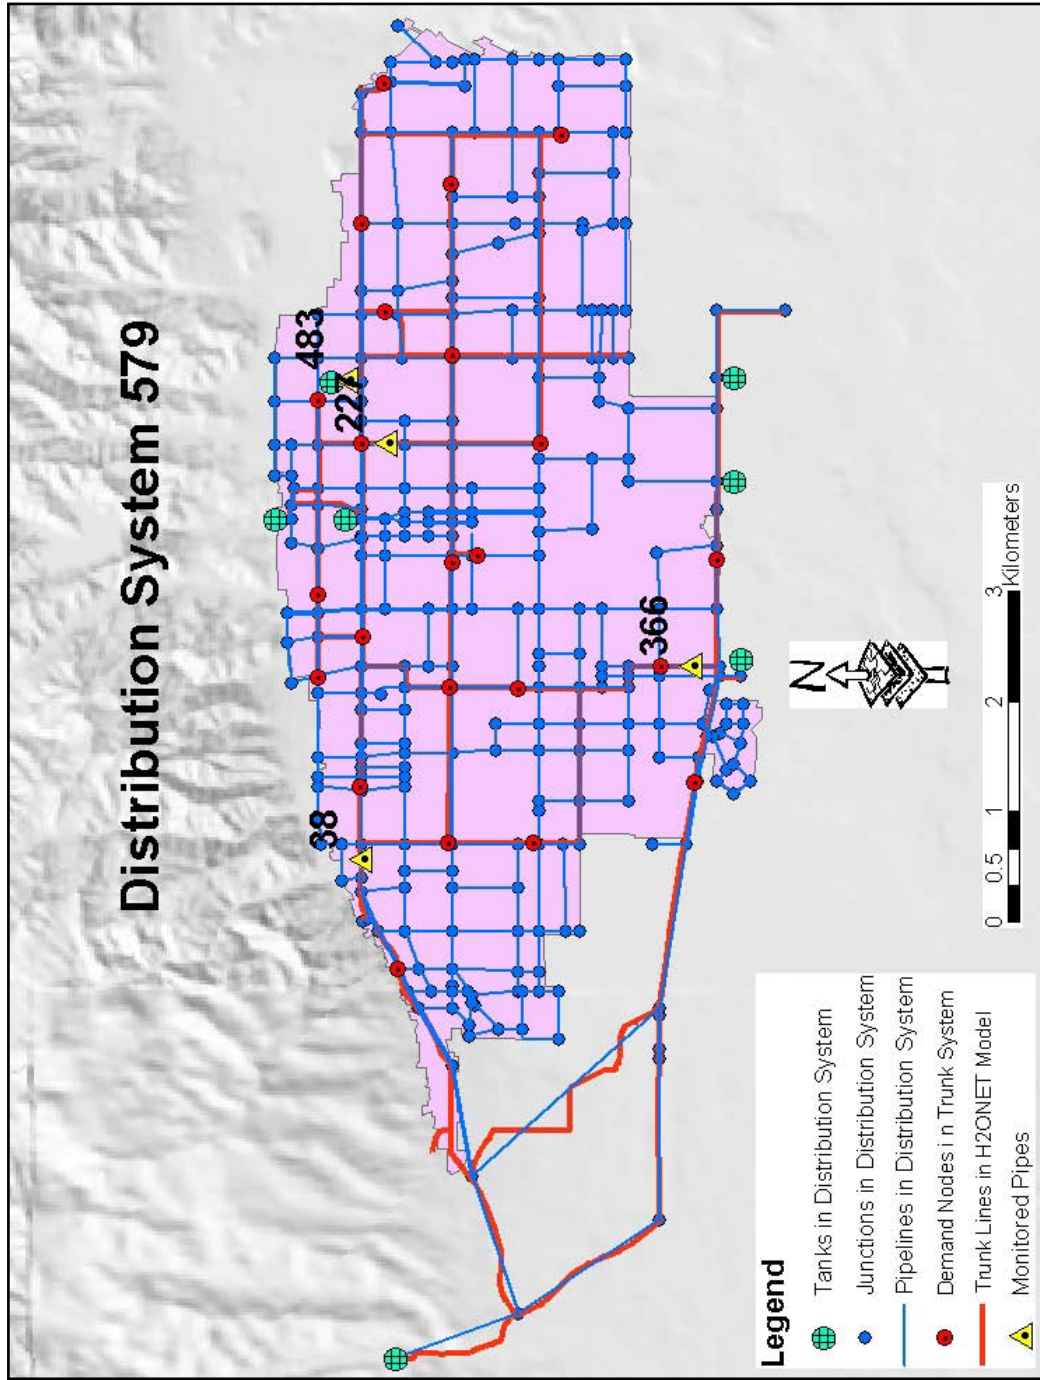 Distribution System 579
483
227
38
366
N
0 0.5 1 2 3
Kilometers
Legend
Tanks in Distribution System
Junctions in Distribution System
Pipelines in Distribution System
Demand Nodes i n Trunk System
Trunk Lines in H2ONET Model
Monitored Pipes